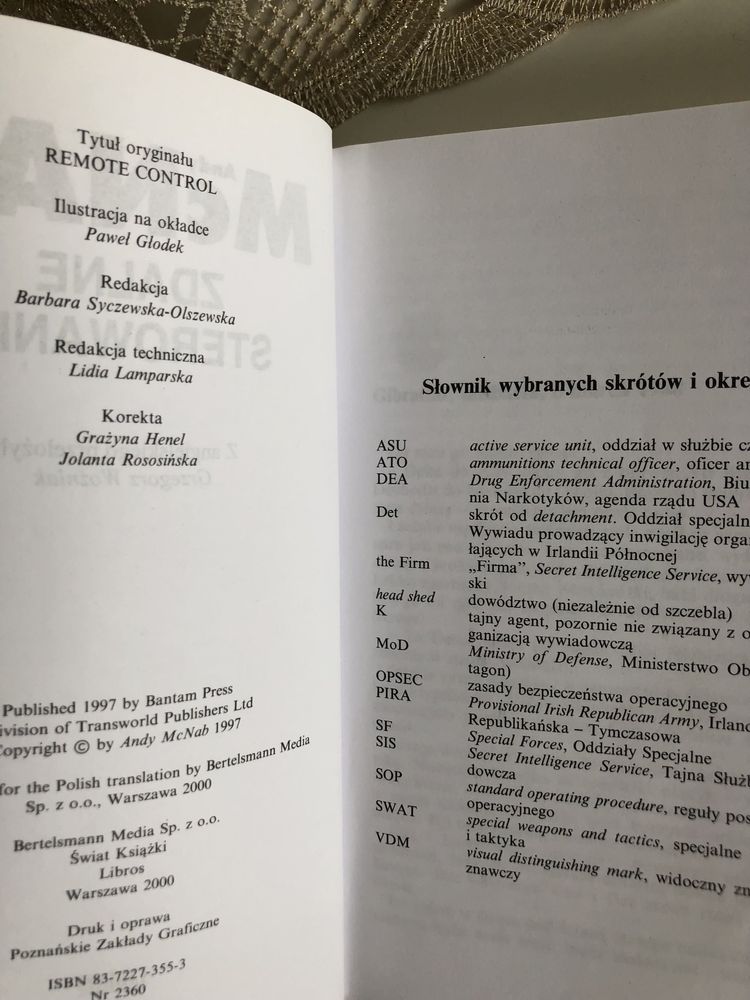 Tytuł oryginału
REMOTE CONTROL
Ilustracja na okładce
Paweł Głodek
Redakcja
Barbara Syczewska-Olszewska
Redakcja techniczna
Lidia Lamparska
Korekta
Grażyna Henel
Jolanta Rososińska
Published 1997 by Bantam Press
ivision of Transworld Publishers Ltd
opyright © by Andy McNab 1997
for the Polish translation by Bertelsmann Media
Sp. z o.o., Warszawa 2000
Bertelsmann Media Sp. z o.o.
Świat Książki
Libros
Warszawa 2000
Druk i oprawa
Poznańskie Zakłady Graficzne
ISBN 83-7227-355-3
Nr 2360
Słownik wybranych skrótów i okre
ASU active service unit, oddział w służbie cz
ATO ammunitions technical officer, oficer
DEA Drug Enforcement Administration, Biu
nia Narkotyków, agenda rządu USA
Det skrót od detachment. Oddział specjaln
Wywiadu prowadzący inwigilację orga
łających w Irlandii Północnej
the Firm „Firma”, Secret Intelligence Service, wy
ski
head shed dowództwo (niezależnie od szczebla)
K tajny agent, pozornie nie związany z o
ganizacją wywiadowczą
MoD Ministry of Defense, Ministerstwo Ob
tagon)
OPSEC zasady bezpieczeństwa operacyjnego
PIRA Provisional Irish Republican Army, Irland
Republikańska – Tymczasowa
SF Special Forces, Oddziały Specjalne
SIS Secret Intelligence Service, Tajna Służb
dowcza
SOP standard operating procedure, reguły pos
operacyjnego
SWAT special weapons and tactics, specjalne
i taktyka
VDM visual distinguishing mark, widoczny zn
znawczy